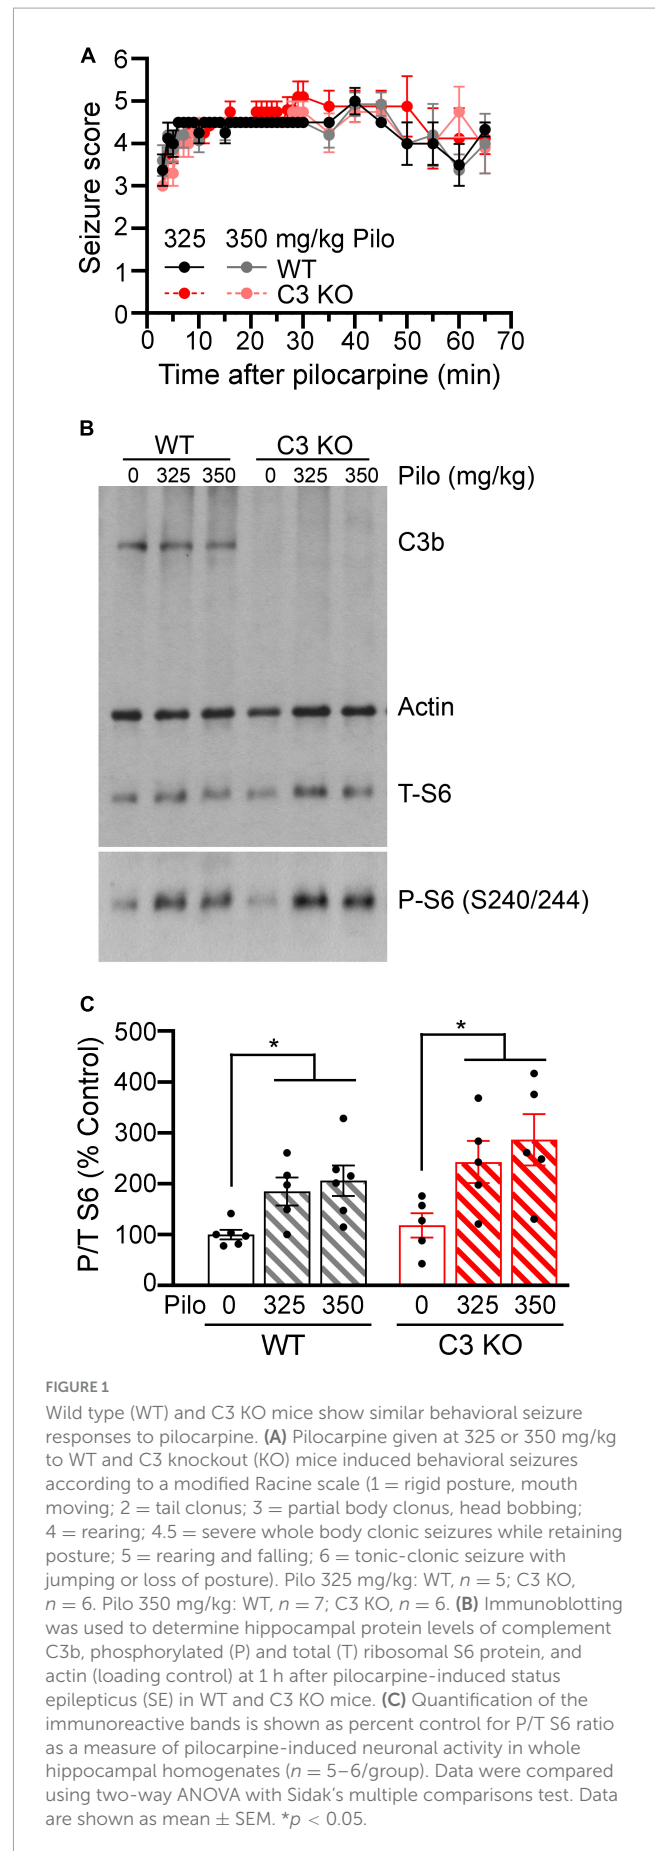 A
6
5
4
3
2
1
0
Seizure score
325 350 mg/kg Pilo
WT
C3 KO
0 10 20 30 40 50 60 70
Time after pilocarpine (min)
B
WT C3 KO
0 325 350 0 325 350 Pilo (mg/kg)
C3b
Actin
T-S6
P-S6 (S240/244)
C
500
400
300
200
100
0
P/T S6 (% Control)
* *
Pilo 0 325 350 0 325 350
WT C3 KO
FIGURE 1
Wild type (WT) and C3 KO mice show similar behavioral seizure
responses to pilocarpine. (A) Pilocarpine given at 325 or 350 mg/kg
to WT and C3 knockout (KO) mice induced behavioral seizures
according to a modified Racine scale (1 = rigid posture, mouth
moving; 2 = tail clonus; 3 = partial body clonus, head bobbing;
4 = rearing; 4.5 = severe whole body clonic seizures while retaining
posture; 5 = rearing and falling; 6 = tonic-clonic seizure with
jumping or loss of posture). Pilo 325 mg/kg: WT, n = 5; C3 KO,
n = 6. Pilo 350 mg/kg: WT, n = 7; C3 KO, n = 6. (B) Immunoblotting
was used to determine hippocampal protein levels of complement
C3b, phosphorylated (P) and total (T) ribosomal S6 protein, and
actin (loading control) at 1 h after pilocarpine-induced status
epilepticus (SE) in WT and C3 KO mice. (C) Quantification of the
immunoreactive bands is shown as percent control for P/T S6 ratio
as a measure of pilocarpine-induced neuronal activity in whole
hippocampal homogenates (n = 5–6/group). Data were compared
using two-way ANOVA with Sidak's multiple comparisons test. Data
are shown as mean ± SEM. *p < 0.05.